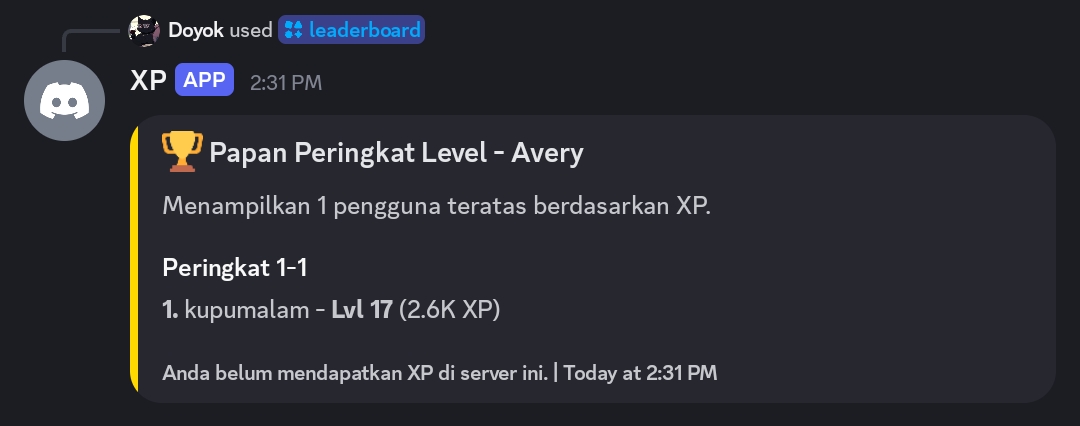 Doyok used leaderboard
XP APP 2:31 PM
🏆 Papan Peringkat Level - Avery
Menampilkan 1 pengguna teratas berdasarkan XP.
Peringkat 1-1
1. kupumalam - Lvl 17 (2.6K XP)
Anda belum mendapatkan XP di server ini. | Today at 2:31 PM